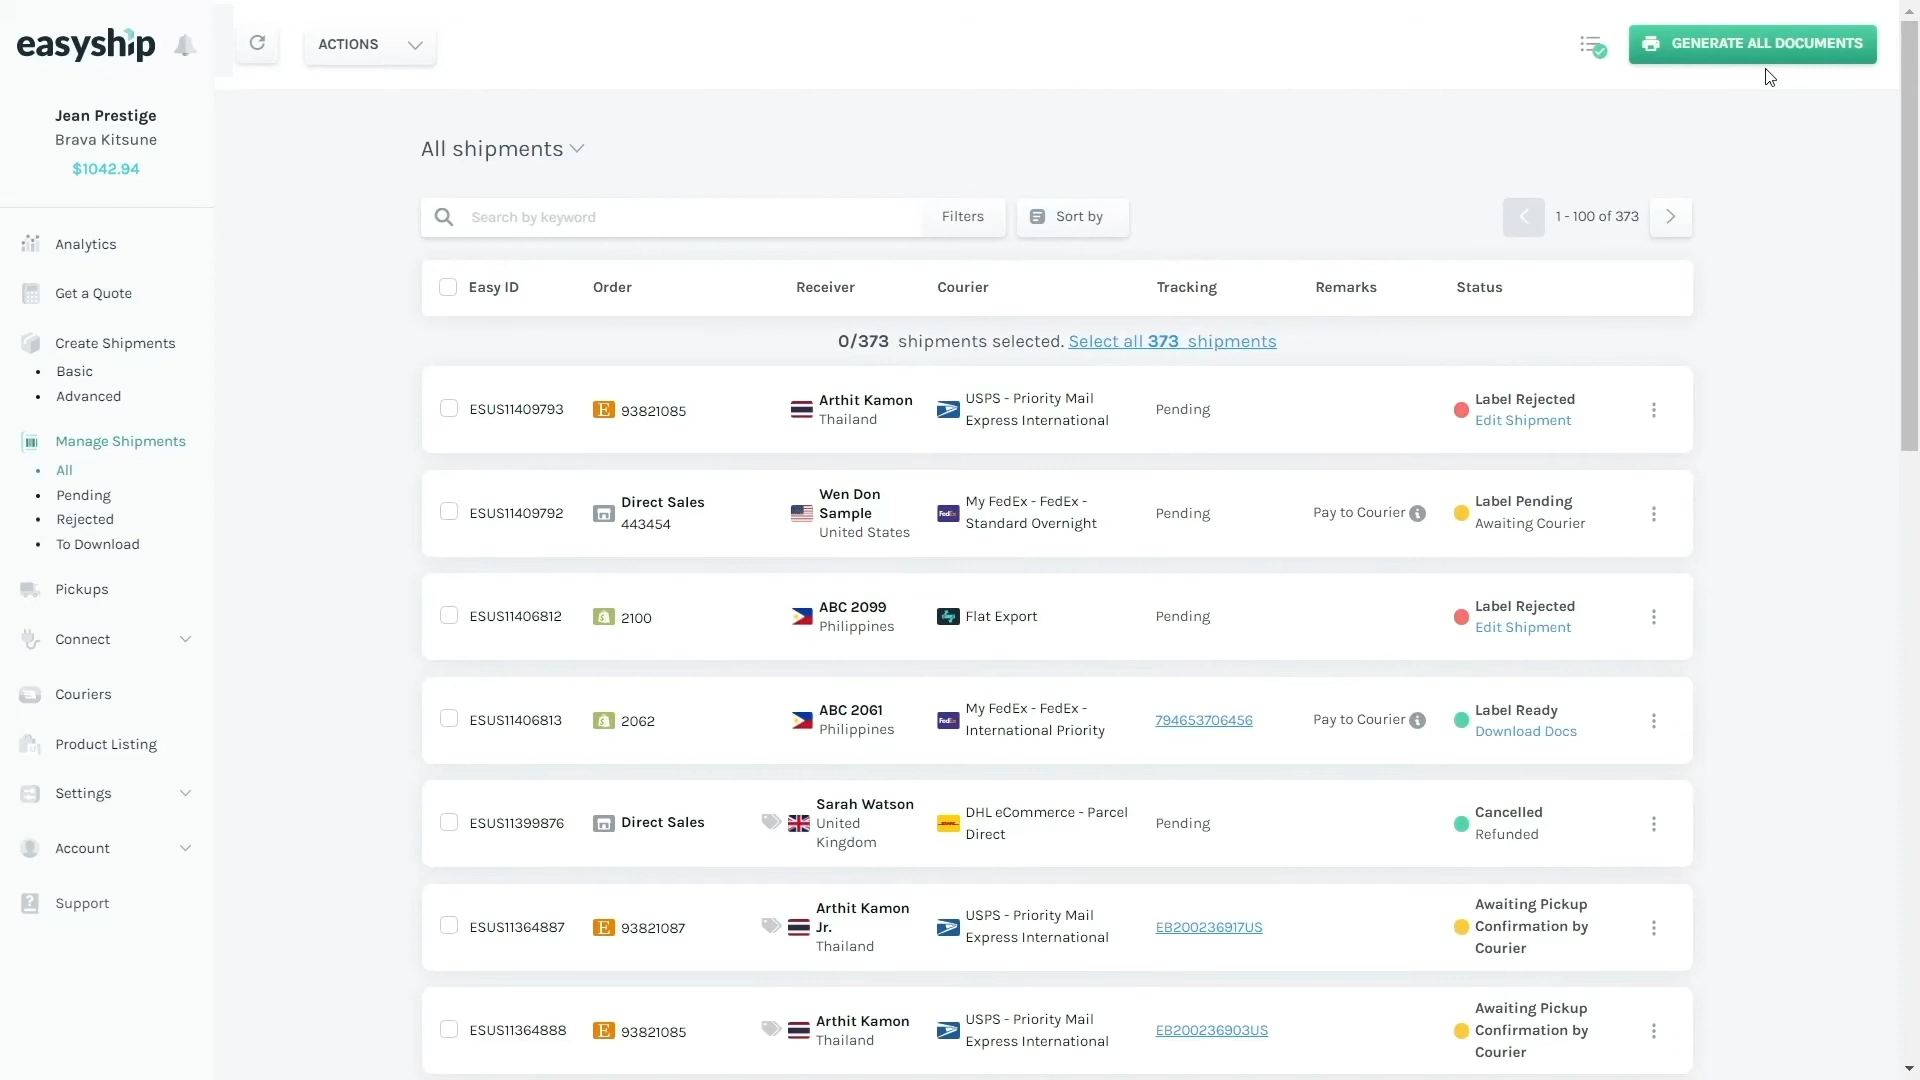 easyship
ACTIONS
GENERATE ALL DOCUMENTS
Jean Prestige
Brava Kitsune
$1042.94
Analytics
Get a Quote
Create Shipments
Basic
Advanced
Manage Shipments
All
Pending
Rejected
To Download
Pickups
Connect
Couriers
Product Listing
Settings
Account
Support
All shipments
Search by keyword
Filters
Sort by
1 - 100 of 373
Easy ID Order Receiver Courier Tracking Remarks Status
0/373 shipments selected. Select all 373 shipments
ESUS11409793
E 93821085
Arthit Kamon
Thailand
USPS - Priority Mail
Express International
Pending
Label Rejected
Edit Shipment
ESUS11409792
Direct Sales
443454
Wen Don
Sample
United States
FedEx
My FedEx - FedEx -
Standard Overnight
Pending
Pay to Courier
Label Pending
Awaiting Courier
ESUS11406812
2100
ABC 2099
Philippines
Flat Export
Pending
Label Rejected
Edit Shipment
ESUS11406813
2062
ABC 2061
Philippines
FedEx
My FedEx - FedEx -
International Priority
794653706456
Pay to Courier
Label Ready
Download Docs
ESUS11399876
Direct Sales
Sarah Watson
United
Kingdom
DHL eCommerce - Parcel
Direct
Pending
Cancelled
Refunded
ESUS11364887
E 93821087
Arthit Kamon
Jr.
Thailand
USPS - Priority Mail
Express International
EB200236917US
Awaiting Pickup
Confirmation by
Courier
ESUS11364888
E 93821085
Arthit Kamon
Thailand
USPS - Priority Mail
Express International
EB200236903US
Awaiting Pickup
Confirmation by
Courier